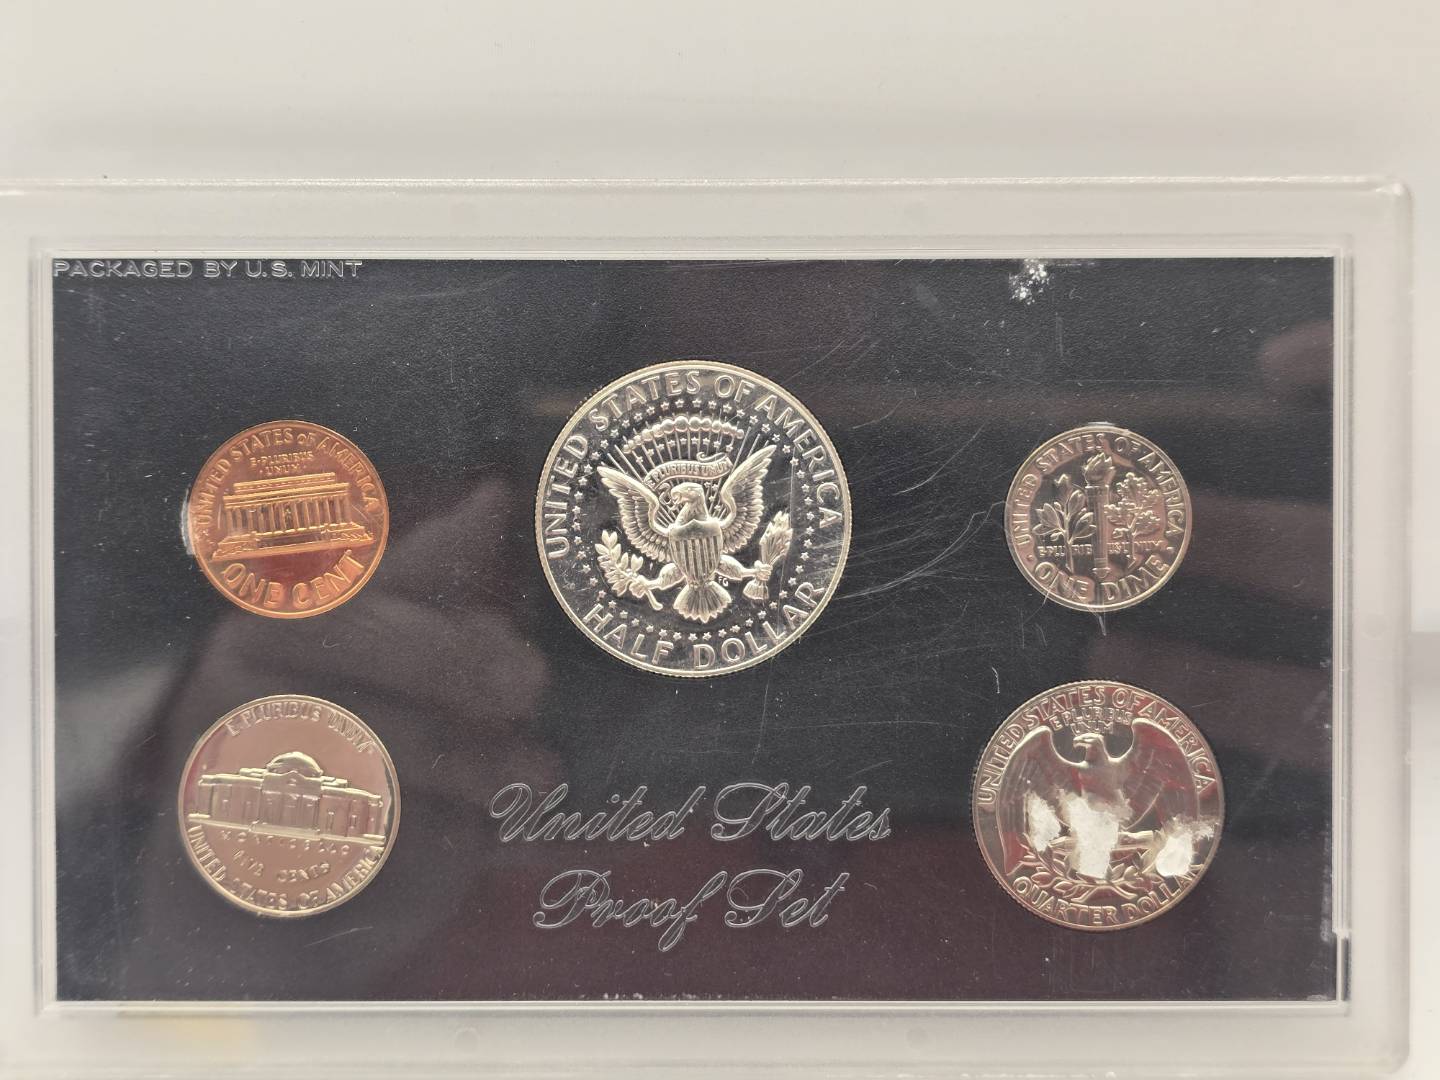 PACKAGED BY U.S. MINT
UNITED STATES OF AMERICA
E·PLURIBUS
UNUM
ONE CENT
UNITED STATES OF AMERICA
E PLURIBUS UNUM
FG
HALF DOLLAR
UNITED STATES OF AMERICA
E·PLURIBUS UNUM
ONE DIME
E PLURIBUS UNUM
MONTICELLO
FIVE CENTS
UNITED STATES OF AMERICA
UNITED STATES OF AMERICA
E PLURIBUS
UNUM
QUARTER DOLLAR
United States
Proof Set